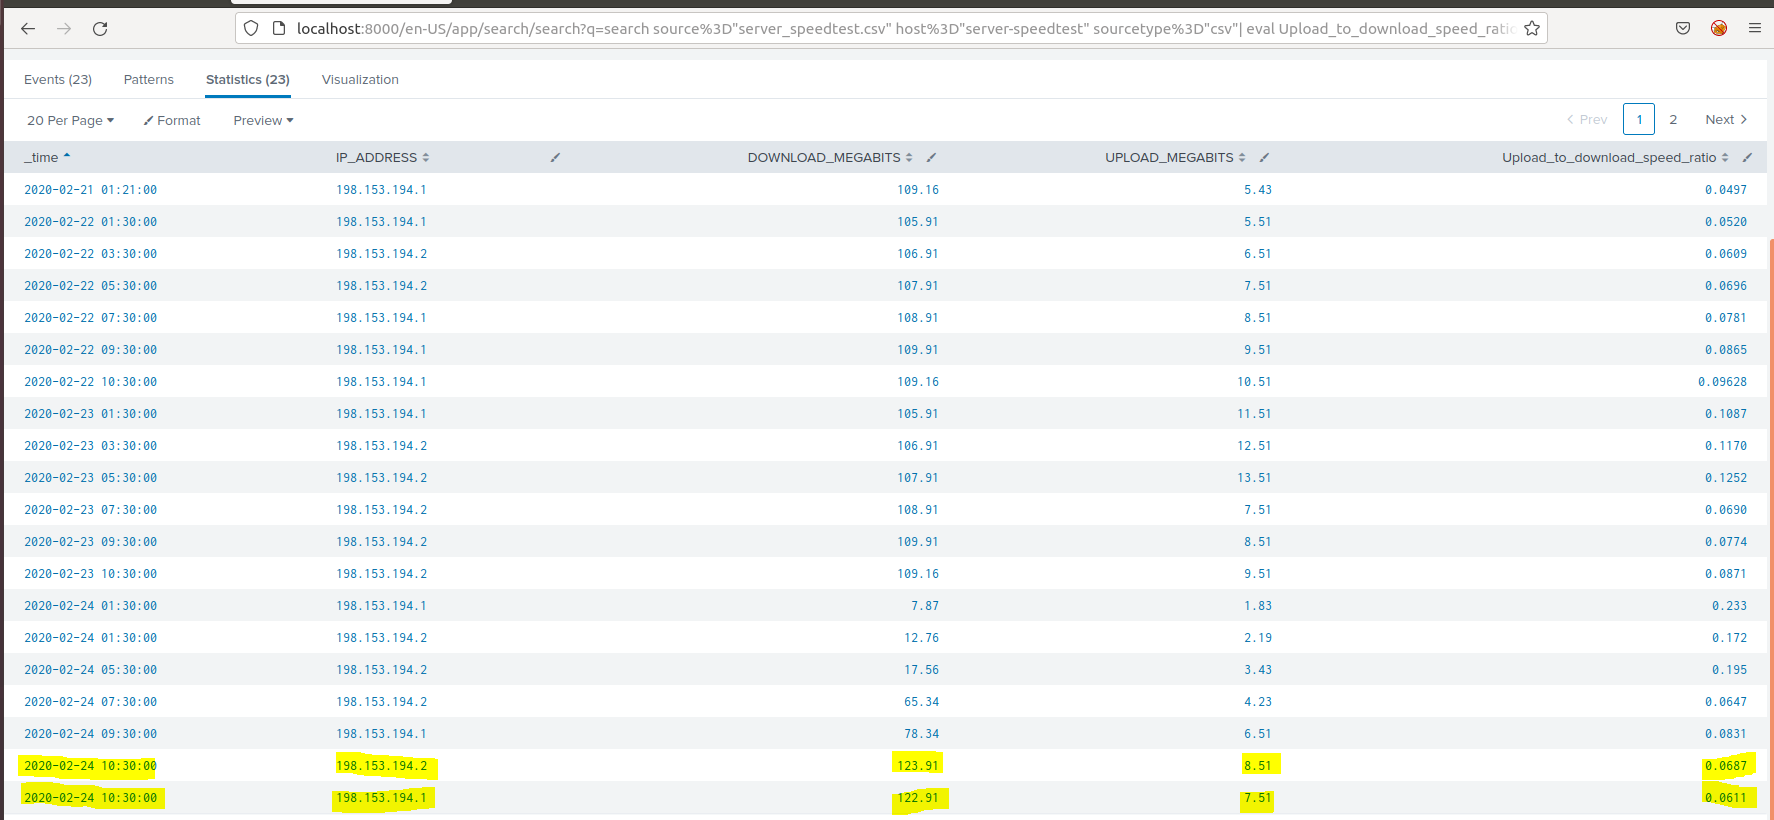 localhost:8000/en-US/app/search/search?q=search source%3D"server_speedtest.csv" host%3D"server-speedtest" sourcetype%3D"csv"| eval Upload_to_download_speed_ratio
Events (23) Patterns Statistics (23) Visualization
20 Per Page Format Preview Prev 1 2 Next
_time IP_ADDRESS DOWNLOAD_MEGABITS UPLOAD_MEGABITS Upload_to_download_speed_ratio
2020-02-21 01:21:00 198.153.194.1 109.16 5.43 0.0497
2020-02-22 01:30:00 198.153.194.1 105.91 5.51 0.0520
2020-02-22 03:30:00 198.153.194.2 106.91 6.51 0.0609
2020-02-22 05:30:00 198.153.194.2 107.91 7.51 0.0696
2020-02-22 07:30:00 198.153.194.1 108.91 8.51 0.0781
2020-02-22 09:30:00 198.153.194.1 109.91 9.51 0.0865
2020-02-22 10:30:00 198.153.194.1 109.16 10.51 0.09628
2020-02-23 01:30:00 198.153.194.1 105.91 11.51 0.1087
2020-02-23 03:30:00 198.153.194.2 106.91 12.51 0.1170
2020-02-23 05:30:00 198.153.194.2 107.91 13.51 0.1252
2020-02-23 07:30:00 198.153.194.2 108.91 7.51 0.0690
2020-02-23 09:30:00 198.153.194.2 109.91 8.51 0.0774
2020-02-23 10:30:00 198.153.194.2 109.16 9.51 0.0871
2020-02-24 01:30:00 198.153.194.1 7.87 1.83 0.233
2020-02-24 01:30:00 198.153.194.2 12.76 2.19 0.172
2020-02-24 05:30:00 198.153.194.2 17.56 3.43 0.195
2020-02-24 07:30:00 198.153.194.2 65.34 4.23 0.0647
2020-02-24 09:30:00 198.153.194.1 78.34 6.51 0.0831
2020-02-24 10:30:00 198.153.194.2 123.91 8.51 0.0687
2020-02-24 10:30:00 198.153.194.1 122.91 7.51 0.0611